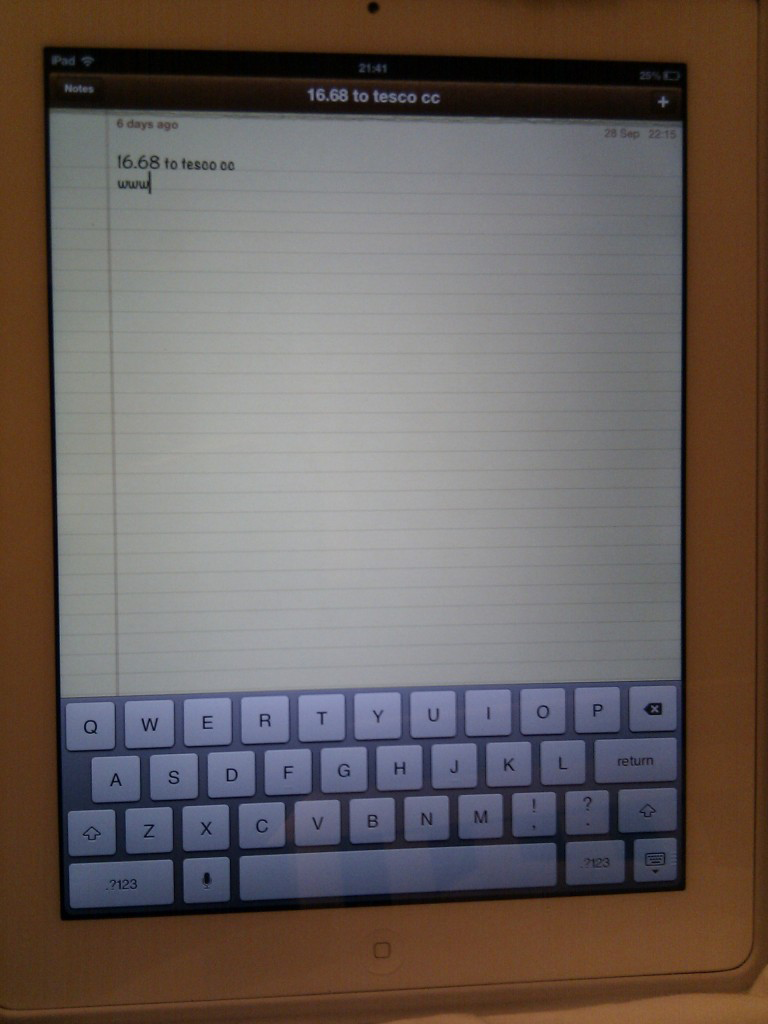 iPad 21:41 25%
Notes 16.68 to tesco cc +
6 days ago 28 Sep 22:15
16.68 to tesco cc
www
Q W E R T Y U I O P
A S D F G H J K L return
Z X C V B N M ! , ? .
.?123 .?123